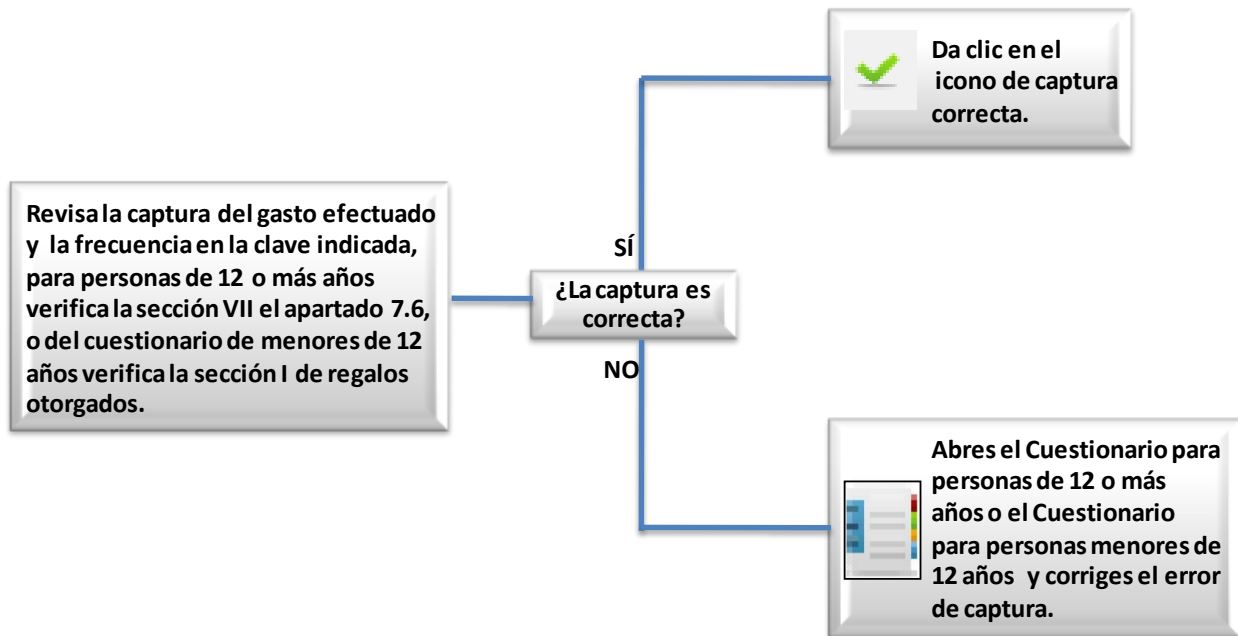 Revisa la captura del gasto efectuado
y la frecuencia en la clave indicada,
para personas de 12 o más años
verifica la sección VII el apartado 7.6,
o del cuestionario de menores de 12
años verifica la sección I de regalos
otorgados.
¿La captura es
correcta?
SÍ
Da clic en el
icono de captura
correcta.
NO
Abres el Cuestionario para
personas de 12 o más
años o el Cuestionario
para personas menores de
12 años y corriges el error
de captura.